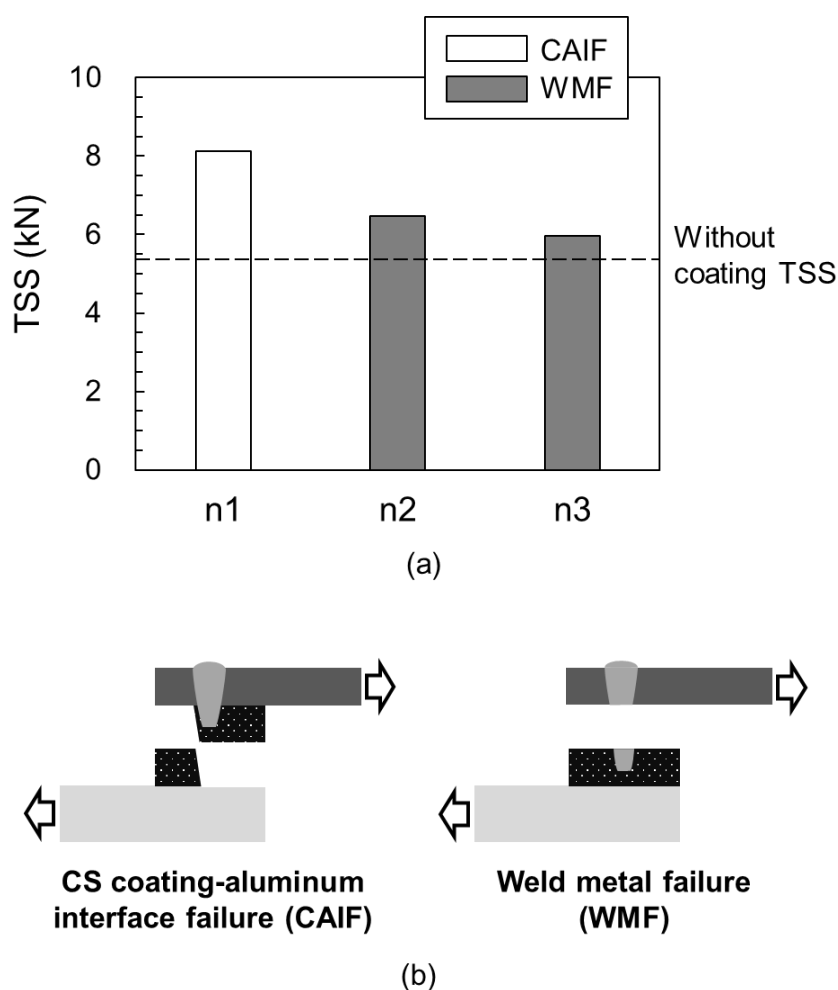 CAIF
WMF
10
8
6
4
2
0
TSS (kN)
Without
coating TSS
n1 n2 n3
(a)
CS coating-aluminum
interface failure (CAIF)
Weld metal failure
(WMF)
(b)